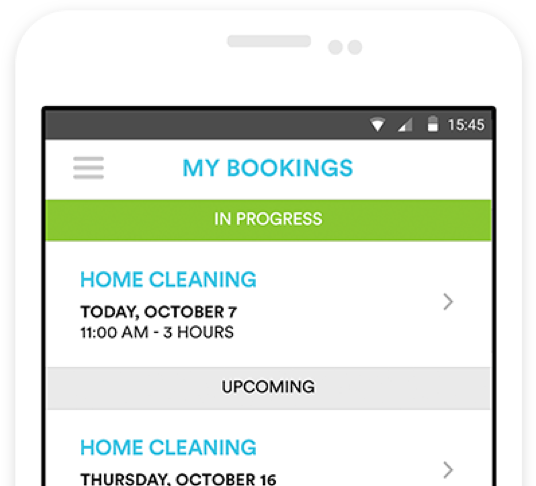 15:45
MY BOOKINGS
IN PROGRESS
HOME CLEANING
TODAY, OCTOBER 7
11:00 AM - 3 HOURS
UPCOMING
HOME CLEANING
THURSDAY, OCTOBER 16